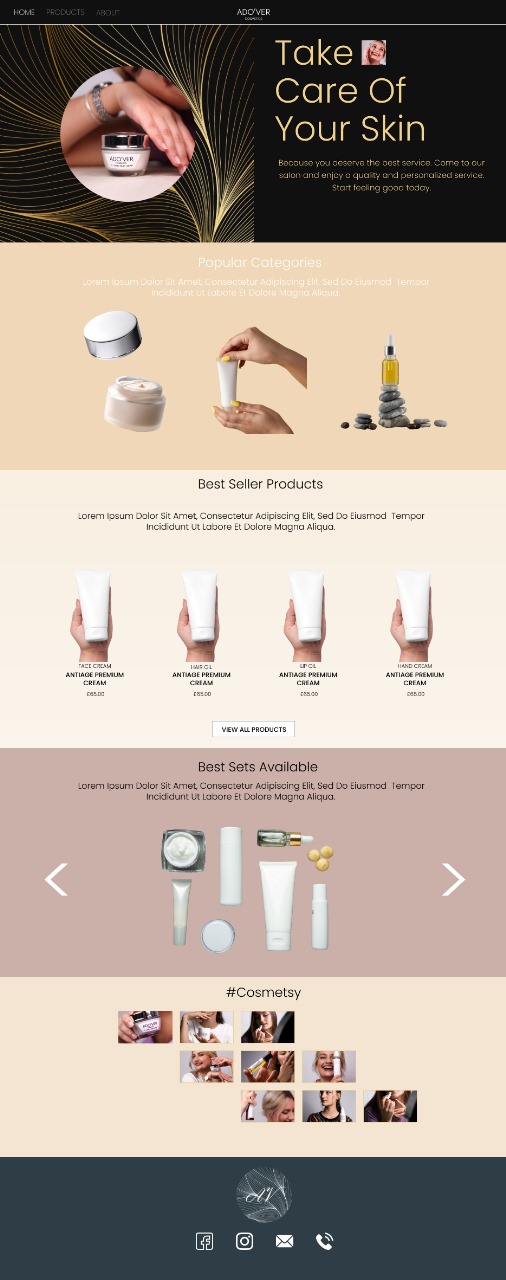 HOME PRODUCTS ABOUT
ADO'VER
COSMETICS
Take
Care Of
Your Skin
ADO'VER
Because you deserve the best service. Come to our
salon and enjoy a quality and personalized service.
Start feeling good today.
Popular Categories
Lorem Ipsum Dolor Sit Amet, Consectetur Adipiscing Elit, Sed Do Eiusmod Tempor
Incididunt Ut Labore Et Dolore Magna Aliqua.
Best Seller Products
Lorem Ipsum Dolor Sit Amet, Consectetur Adipiscing Elit, Sed Do Eiusmod Tempor
Incididunt Ut Labore Et Dolore Magna Aliqua.
FACE CREAM
ANTIAGE PREMIUM
CREAM
£65.00
HAIR OIL
ANTIAGE PREMIUM
CREAM
£65.00
LIP OIL
ANTIAGE PREMIUM
CREAM
£65.00
HAND CREAM
ANTIAGE PREMIUM
CREAM
£65.00
VIEW ALL PRODUCTS
Best Sets Available
Lorem Ipsum Dolor Sit Amet, Consectetur Adipiscing Elit, Sed Do Eiusmod Tempor
Incididunt Ut Labore Et Dolore Magna Aliqua.
#Cosmetsy
ADO'VER